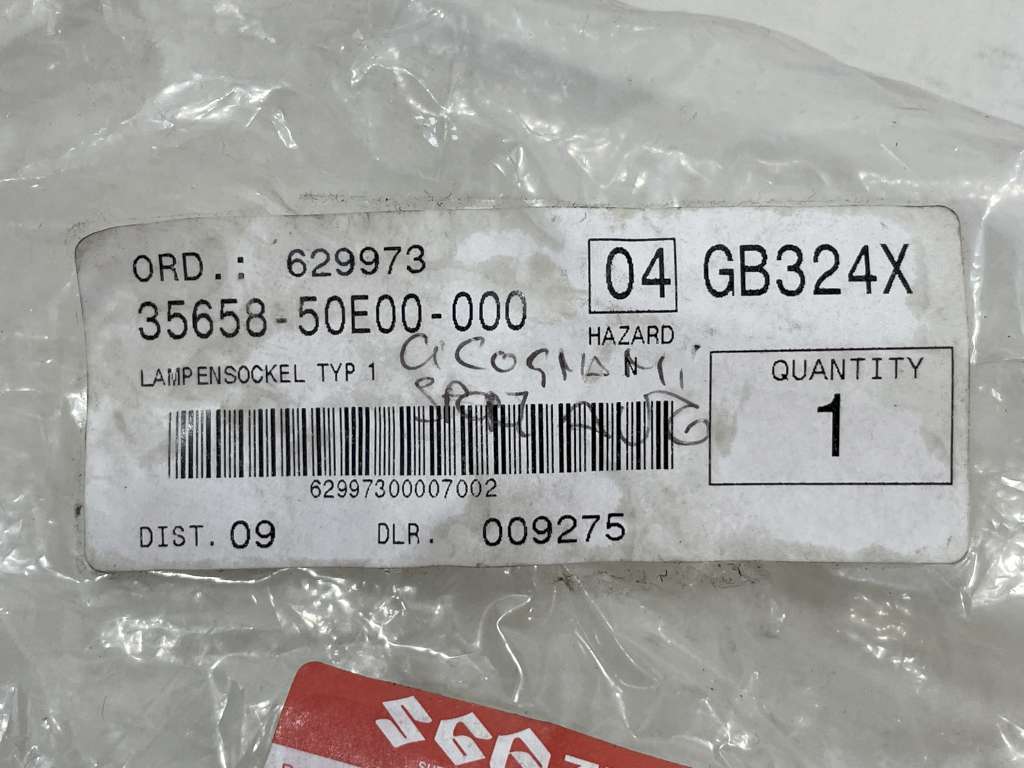 ORD.: 629973
04 GB324X
35658-50E00-000
HAZARD
N
LAMPENSOCKEL TYP 1
QUANTITY
1
62997300007002
DIST. 09 DLR. 009275